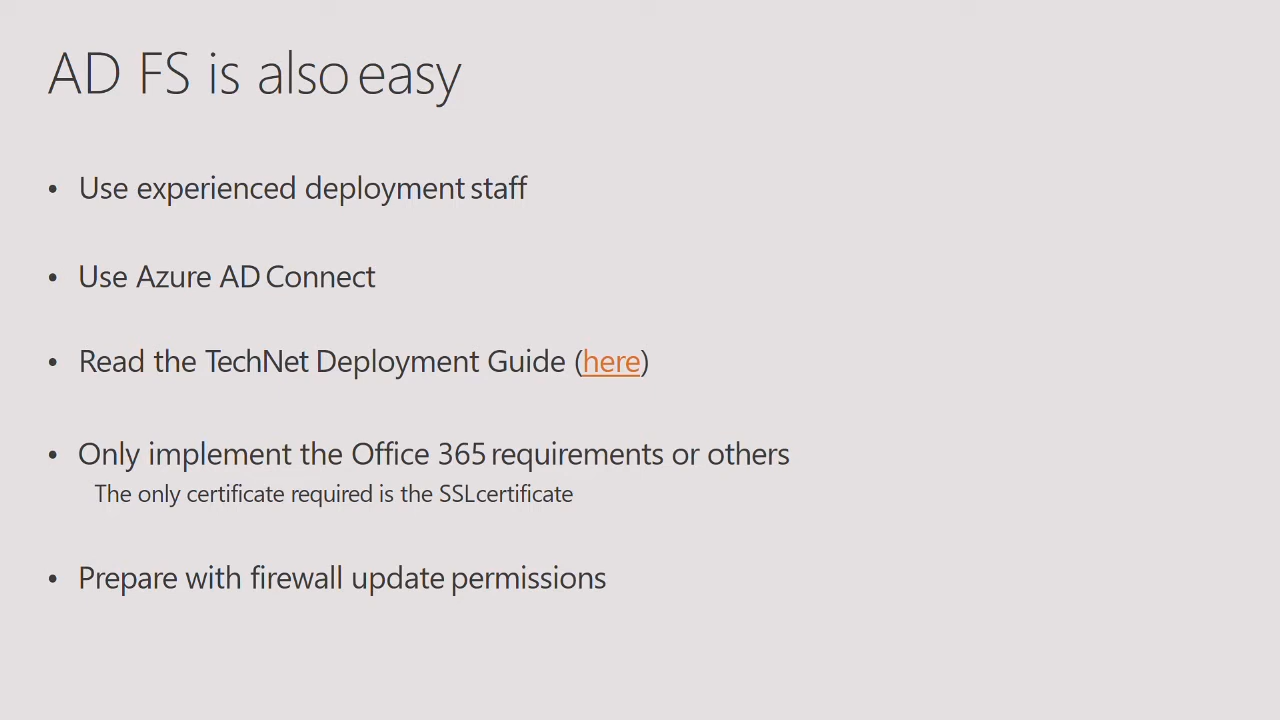 AD FS is also easy
• Use experienced deployment staff
• Use Azure AD Connect
• Read the TechNet Deployment Guide (here)
• Only implement the Office 365 requirements or others
The only certificate required is the SSL certificate
• Prepare with firewall update permissions